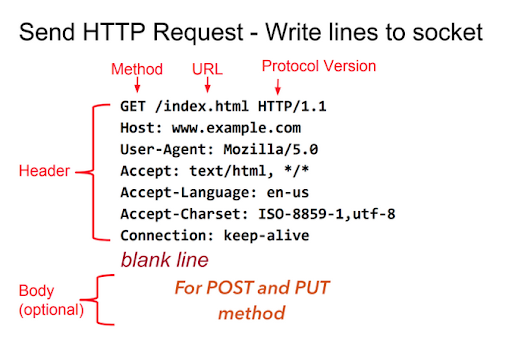 Send HTTP Request - Write lines to socket
Method URL Protocol Version
GET /index.html HTTP/1.1
Host: www.example.com
User-Agent: Mozilla/5.0
Header
Accept: text/html, */*
Accept-Language: en-us
Accept-Charset: ISO-8859-1,utf-8
Connection: keep-alive
blank line
Body
(optional)
For POST and PUT
method